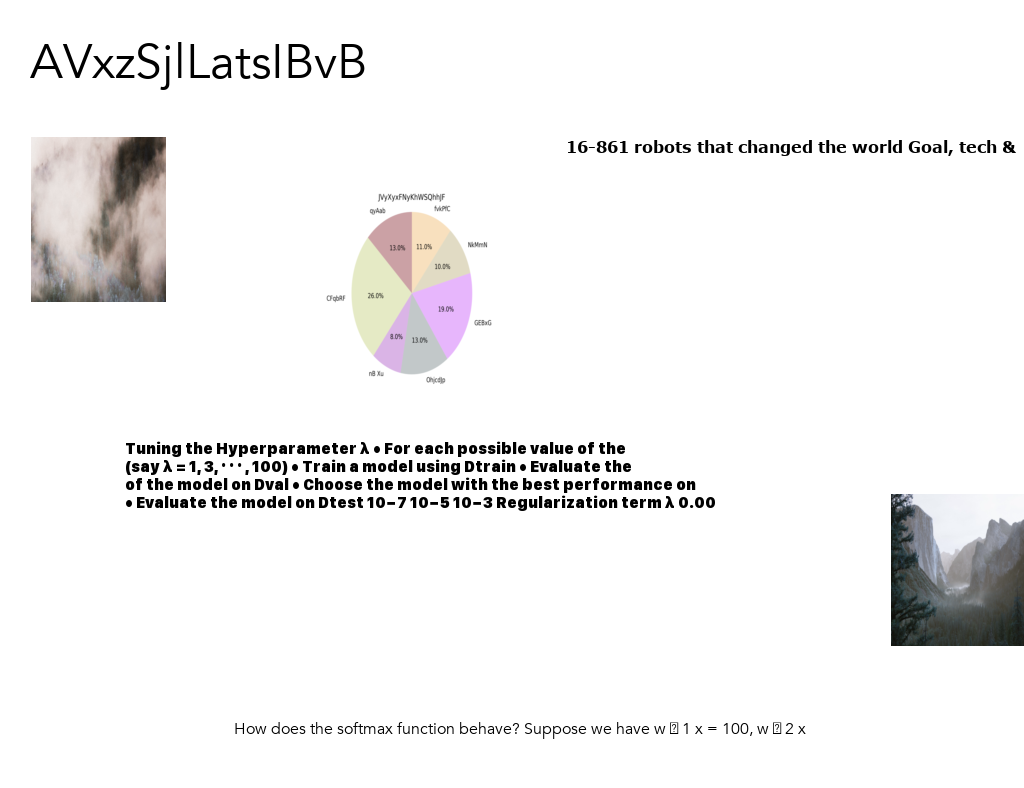 AVxzSjlLatsIBvB
16-861 robots that changed the world Goal, tech &
JVyXyxFNyKhWSQhhJF
qyAab
fvkPfC
13.0%
11.0%
NkMmN
10.0%
CFqbRF
26.0%
19.0%
GEBxG
8.0%
13.0%
nB Xu
OhjcdJp
Tuning the Hyperparameter λ • For each possible value of the
(say λ = 1, 3, · · · , 100) • Train a model using Dtrain • Evaluate the
of the model on Dval • Choose the model with the best performance on
• Evaluate the model on Dtest 10−7 10−5 10−3 Regularization term λ 0.00
How does the softmax function behave? Suppose we have w 1 x = 100, w 2 x